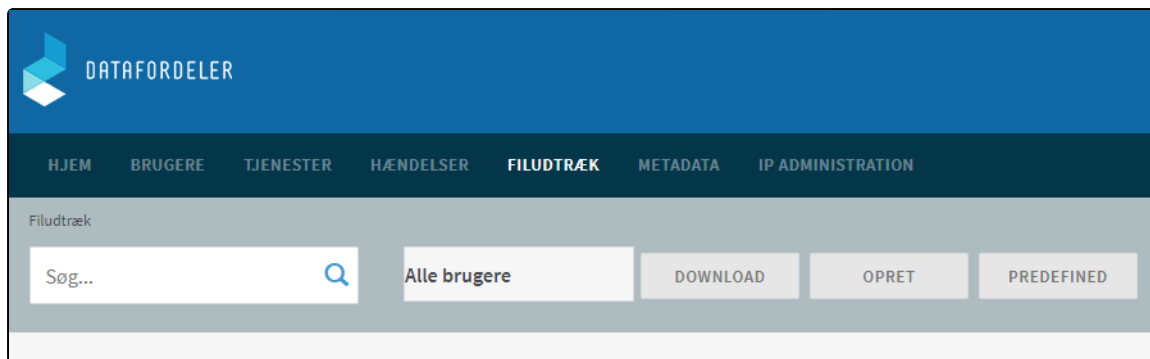 DATAFORDELER
HJEM BRUGERE TJENESTER HÆNDELSER FILUDTRÆK METADATA IP ADMINISTRATION
Filudtræk
Søg... Alle brugere DOWNLOAD OPRET PREDEFINED